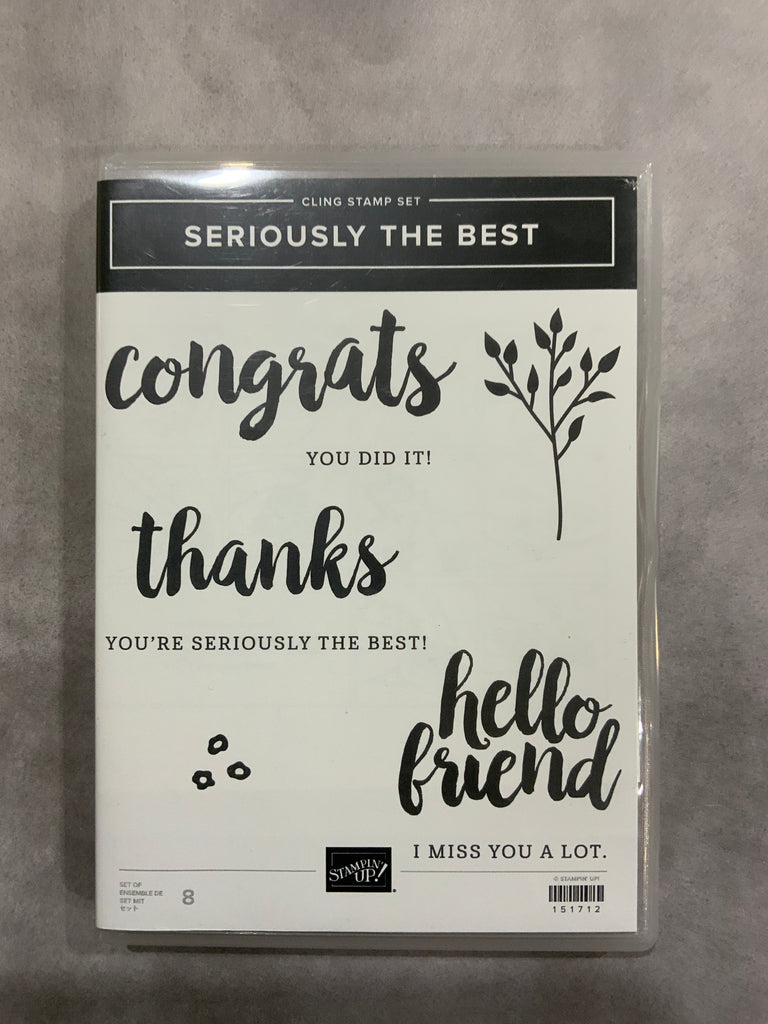 CLING STAMP SET
SERIOUSLY THE BEST
congrats
YOU DID IT!
thanks
YOU'RE SERIOUSLY THE BEST!
hello
friend
I MISS YOU A LOT.
SET OF
ENSEMBLE DE
SET MIT
セット
8
STAMPIN'
UP!®
© STAMPIN' UP!
151712